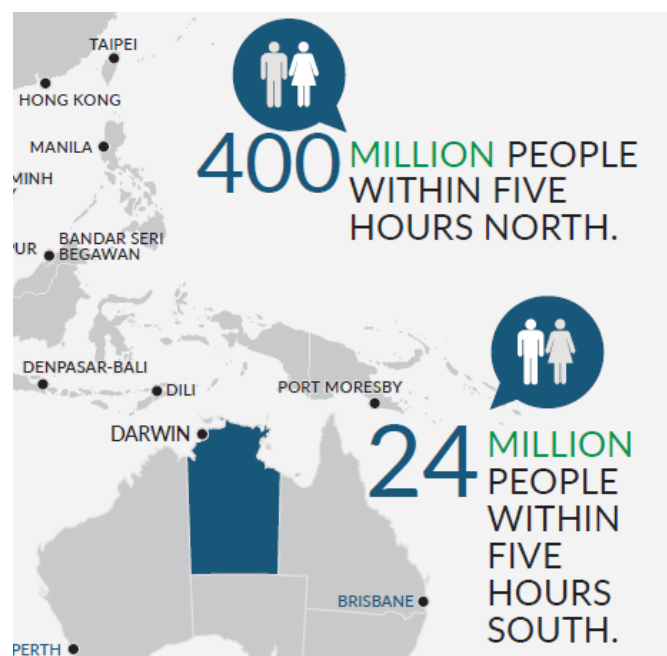 TAIPEI
HONG KONG
MANILA
MINH
BANDAR SERI
BEGAWAN
PUR
400 MILLION PEOPLE
WITHIN FIVE
HOURS NORTH.
DENPASAR-BALI
DILI
PORT MORESBY
DARWIN
24 MILLION
PEOPLE
WITHIN
FIVE
HOURS
SOUTH.
BRISBANE
PERTH